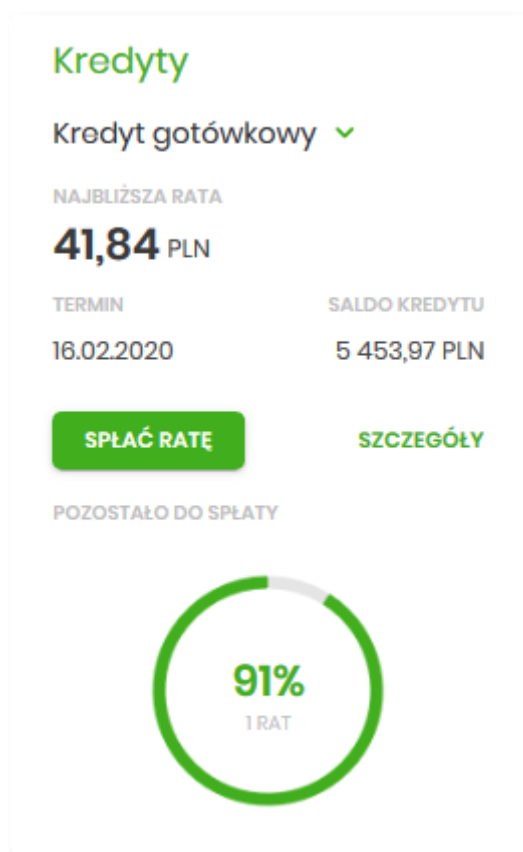 Kredyty
Kredyt gotówkowy
NAJBLIŻSZA RATA
41,84 PLN
TERMIN
SALDO KREDYTU
16.02.2020
5 453,97 PLN
SPŁAĆ RATĘ
SZCZEGÓŁY
POZOSTAŁO DO SPŁATY
91%
1 RAT